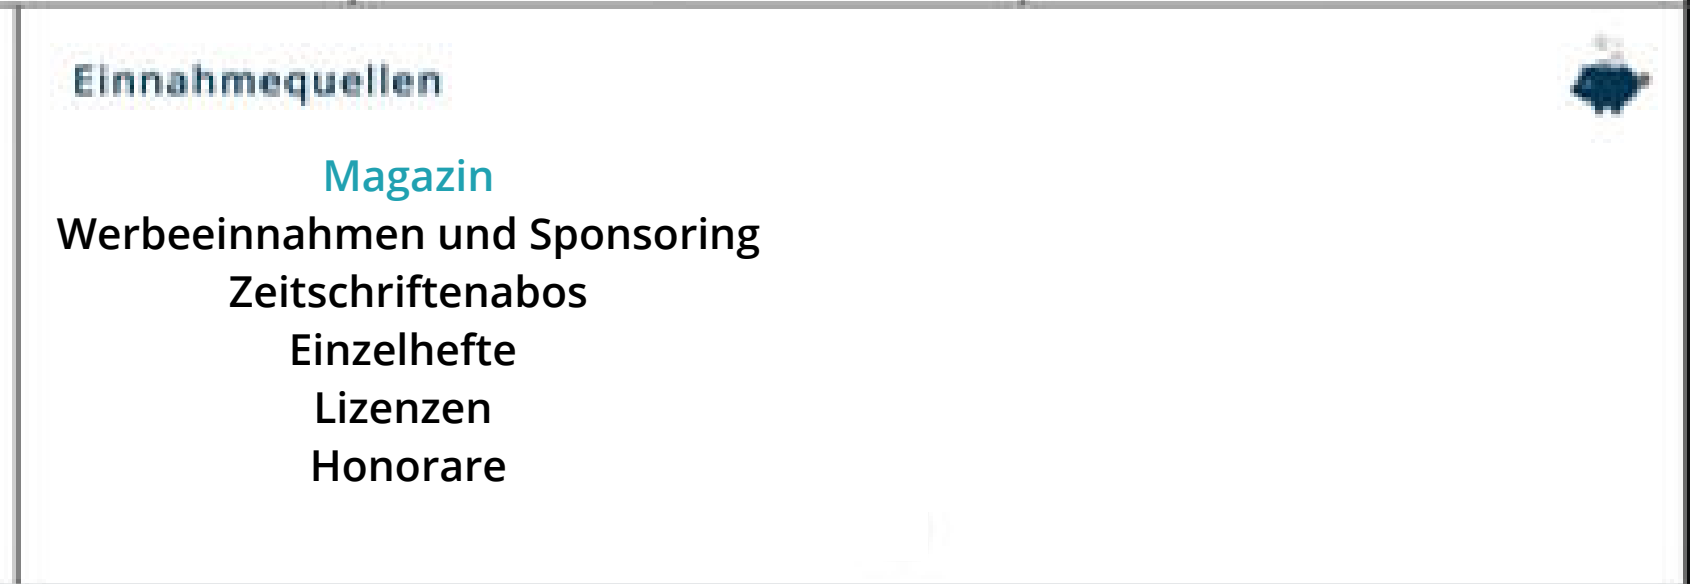 Einnahmequellen
Magazin
Werbeeinnahmen und Sponsoring
Zeitschriftenabos
Einzelhefte
Lizenzen
Honorare